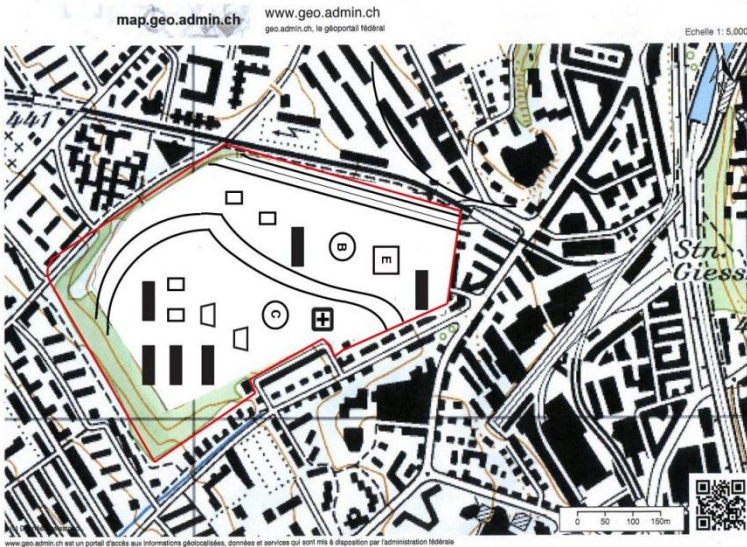 map.geo.admin.ch
www.geo.admin.ch
geo.admin.ch, le géoportail fédéral
Echelle 1: 5,000
441
B
E
C
Stn.
Giess
0 50 100 150m
www.geo.admin.ch est un portail d'accès aux informations géolocalisées, données et services qui sont mis à disposition par l'administration fédérale